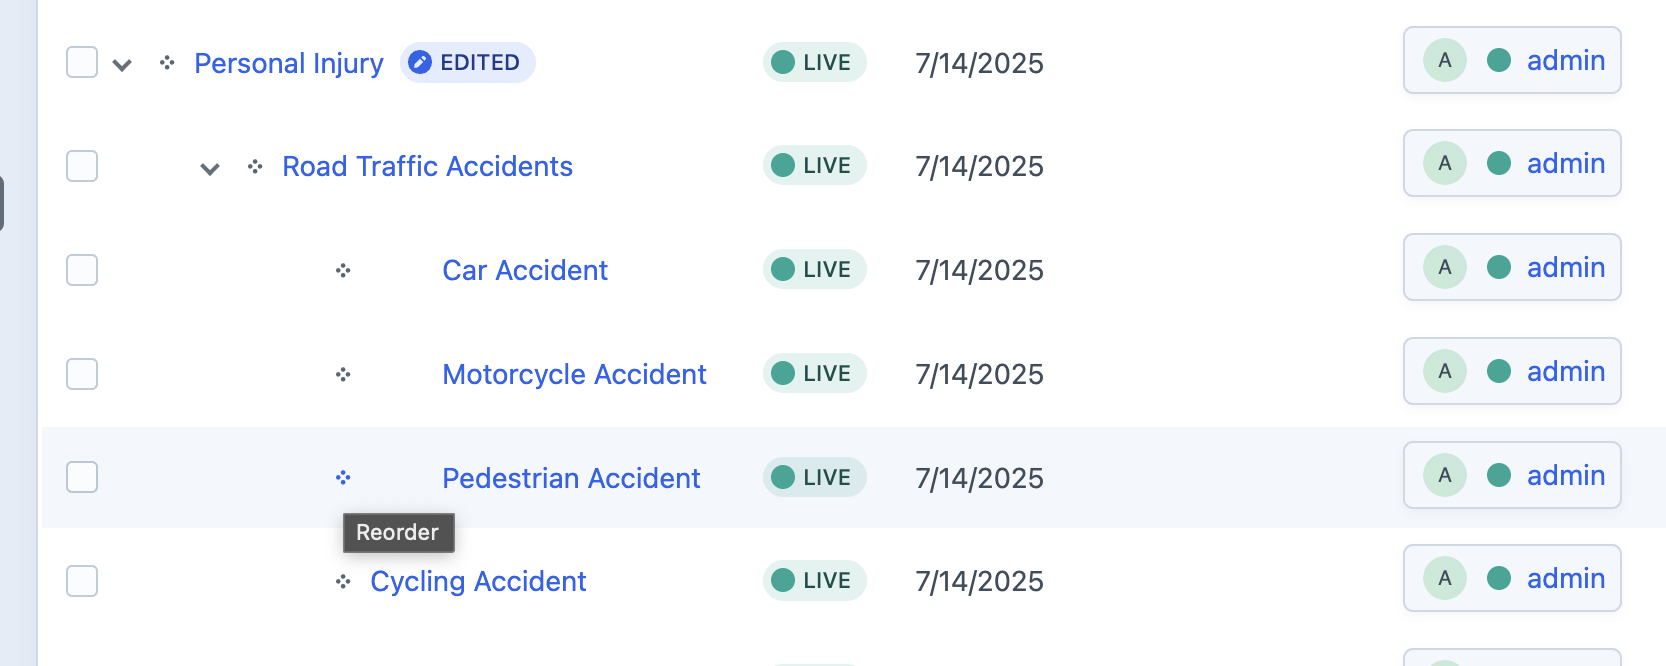 Personal Injury EDITED LIVE 7/14/2025 A admin
Road Traffic Accidents LIVE 7/14/2025 A admin
Car Accident LIVE 7/14/2025 A admin
Motorcycle Accident LIVE 7/14/2025 A admin
Pedestrian Accident LIVE 7/14/2025 A admin
Reorder
Cycling Accident LIVE 7/14/2025 A admin